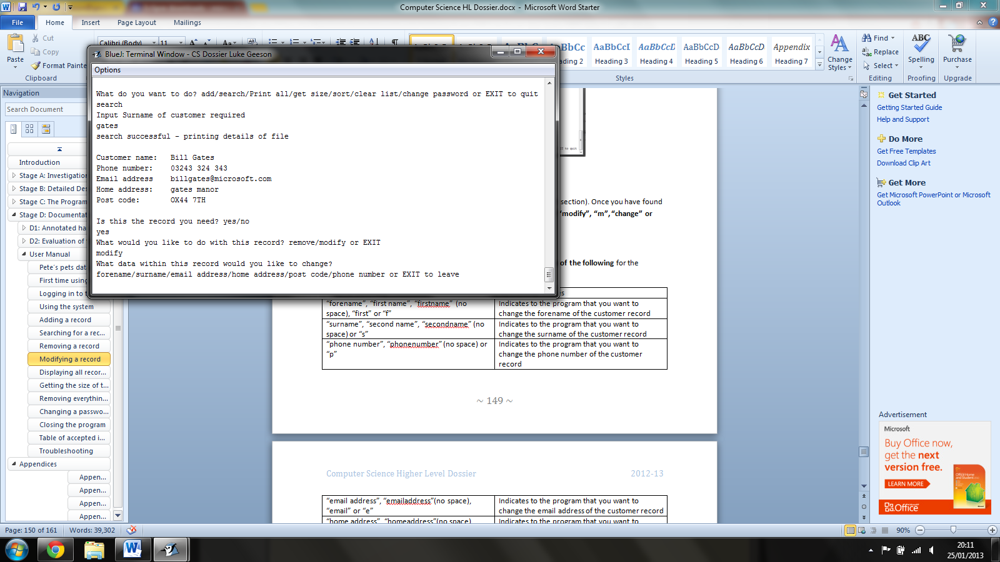 Computer Science HL Dossier.docx - Microsoft Word Starter
File Home Insert Page Layout Mailings
Paste
Cut
Copy
Format Painte
Clipboard
Calibri (Body) 11
AaBbCc AaBbCcI AaBbCcD AaBbCcD AaBbCcD Appendix
eading 2 Heading 3 Heading 4 Heading 5 Heading 6 Heading 7
Styles
Change Styles
Find
Replace
Select
Editing
ABC
Spelling
Proofing
Purchase
Upgrade
BlueJ: Terminal Window - CS Dossier Luke Geeson
Options
What do you want to do? add/search/Print all/get size/sort/clear list/change password or EXIT to quit
search
Input Surname of customer required
gates
search successful - printing details of file
Customer name: Bill Gates
Phone number: 03243 324 343
Email address billgates@microsoft.com
Home address: gates manor
Post code: OX44 7TH
Is this the record you need? yes/no
yes
What would you like to do with this record? remove/modify or EXIT
modify
What data within this record would you like to change?
forename/surname/email address/home address/post code/phone number or EXIT to leave
Navigation
Search Document
Introduction
Stage A: Investigation
Stage B: Detailed Des
Stage C: The Program
Stage D: Documentat
D1: Annotated ha
D2: Evaluation of
User Manual
Pete's pets dat
First time using
Logging in to t
Using the system
Adding a record
Searching for a rec...
Removing a record
Modifying a record
Displaying all recor...
Getting the size of t...
Removing everythin...
Changing a passwo...
Closing the program
Table of accepted i...
Troubleshooting
Appendices
Appen...
Appen...
Appen...
Appen...
EXIT to quit
section). Once you have found
"modify", "m", "change" or
of the following for the
es
"forename", "first name", "firstname" (no
space), "first" or "f"
Indicates to the program that you want to
change the forename of the customer record
"surname", "second name", "secondname" (no
space) or "s"
Indicates to the program that you want to
change the surname of the customer record
"phone number", "phonenumber" (no space) or
"p"
Indicates to the program that you want to
change the phone number of the customer
record
~ 149 ~
Computer Science Higher Level Dossier 2012-13
"email address", "emailaddress"(no space),
"email" or "e"
Indicates to the program that you want to
change the email address of the customer record
"home address", "homeaddress"(no space)
Indicates to the program that you want to
Get Started
Getting Started Guide
Help and Support
Do More
Get Free Templates
Download Clip Art
Get More
Get Microsoft PowerPoint or Microsoft
Outlook
Advertisement
Microsoft
Buy Office now,
get the next
version free.
LEARN MORE
Office
Page: 150 of 161 Words: 39,302
90%
20:11
25/01/2013